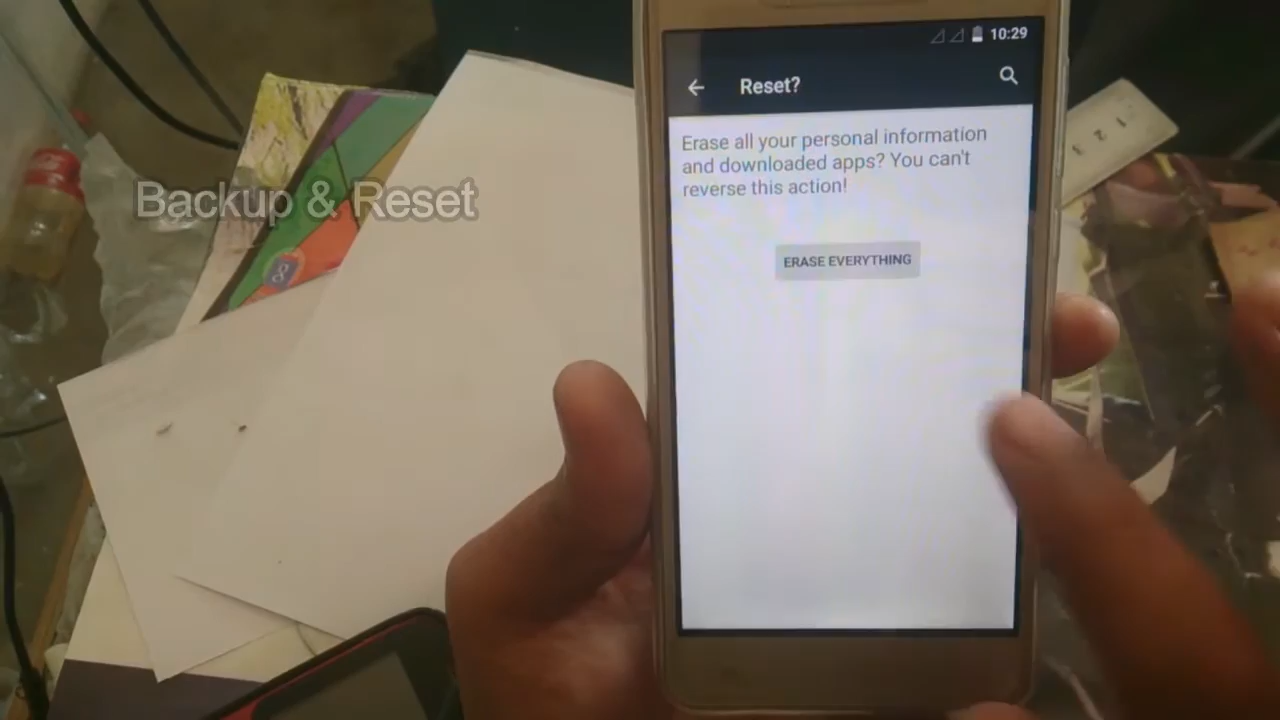 10:29
Reset?
Erase all your personal information
and downloaded apps? You can't
reverse this action!
ERASE EVERYTHING
Backup & Reset